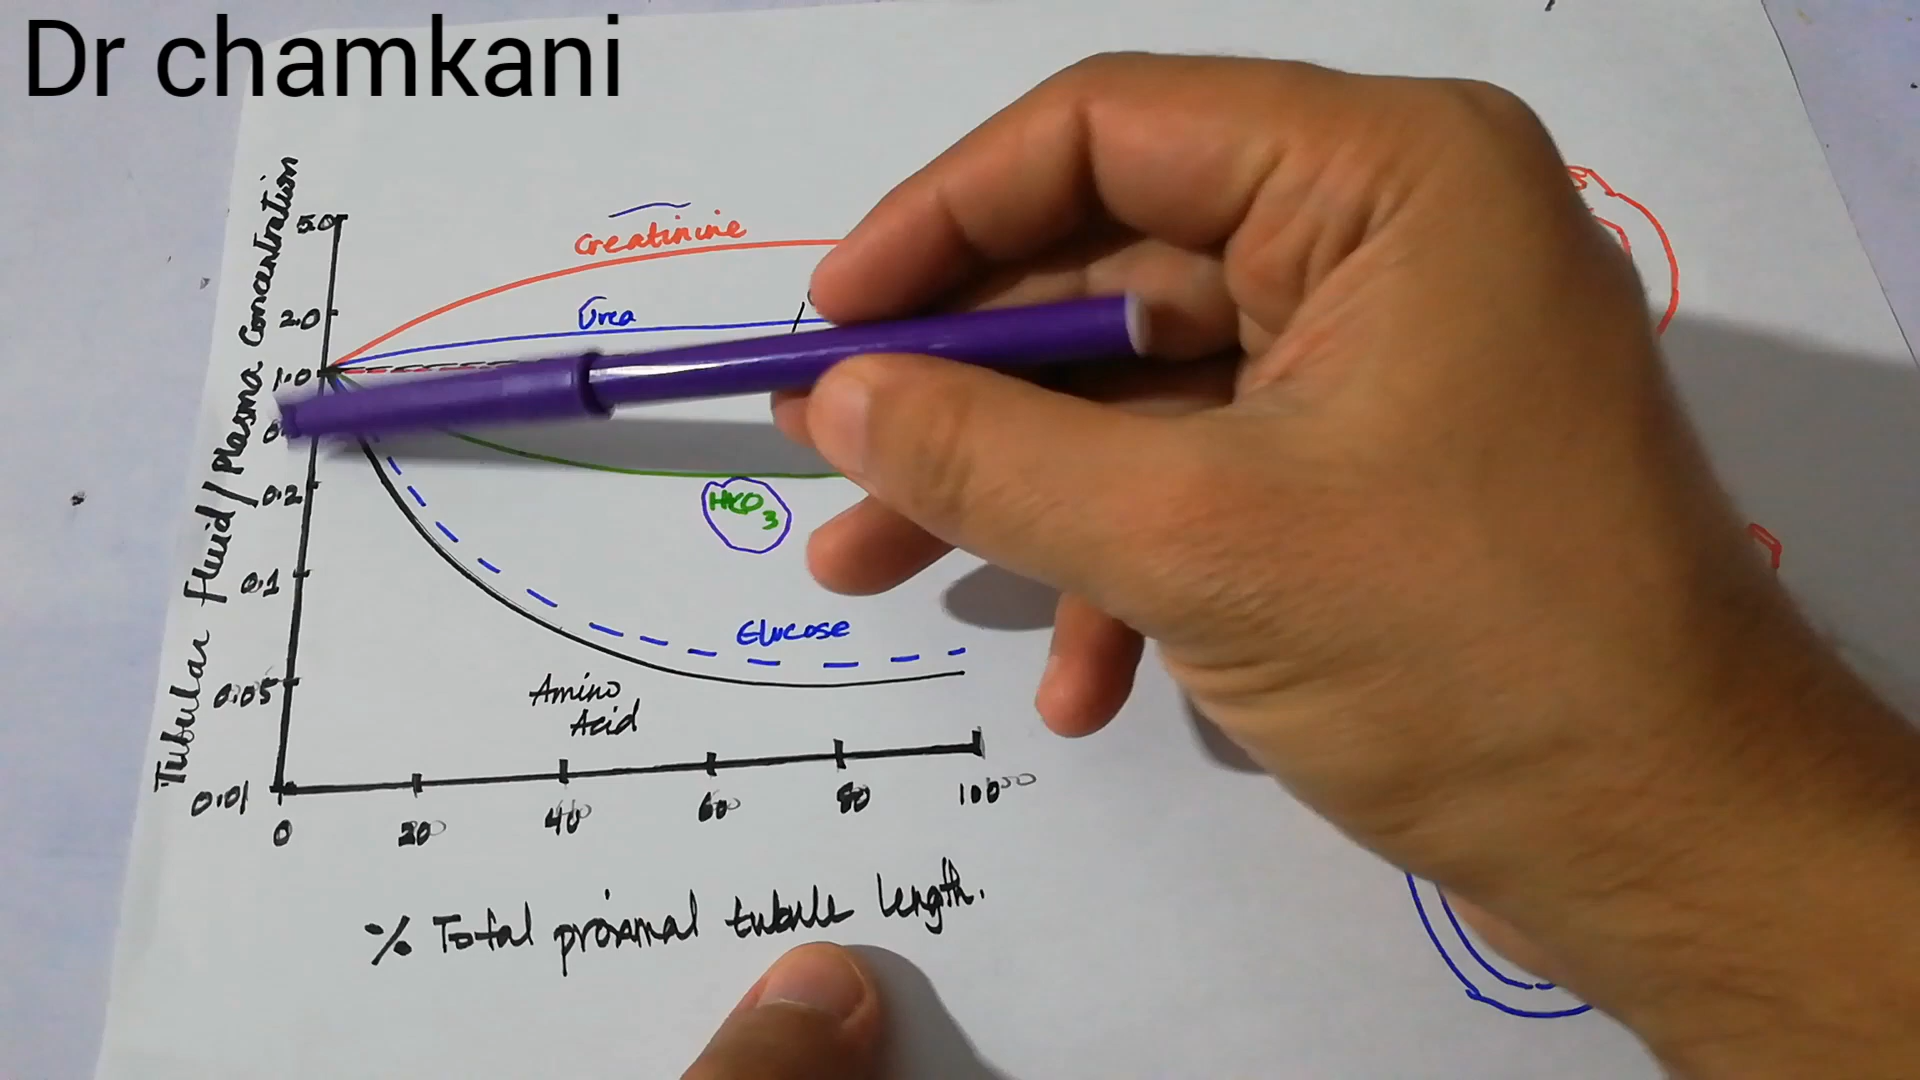 Dr chamkani
Tubular Fluid / Plasma Concentration
5.0
Creatinine
2.0
Urea
1.0
0.2
HCO3
0.1
Glucose
0.05
Amino
Acid
0.01
0 20 40 60 80 100
% Total proximal tubule length.